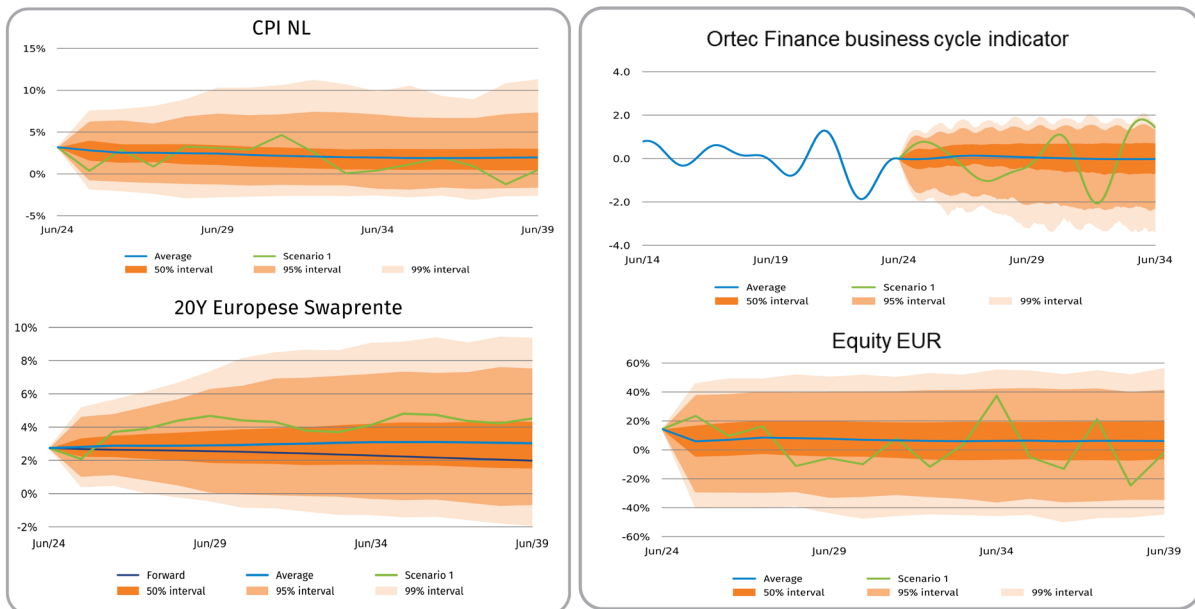 CPI NL
15%
10%
5%
0%
-5%
Jun/24 Jun/29 Jun/34 Jun/39
Average Scenario 1
50% interval 95% interval 99% interval
20Y Europese Swaprente
10%
8%
6%
4%
2%
0%
-2%
Jun/24 Jun/29 Jun/34 Jun/39
Forward Average Scenario 1
50% interval 95% interval 99% interval
Ortec Finance business cycle indicator
4.0
2.0
0.0
-2.0
-4.0
Jun/14 Jun/19 Jun/24 Jun/29 Jun/34
Average Scenario 1
50% interval 95% interval 99% interval
Equity EUR
60%
40%
20%
0%
-20%
-40%
-60%
Jun/24 Jun/29 Jun/34 Jun/39
Average Scenario 1
50% interval 95% interval 99% interval